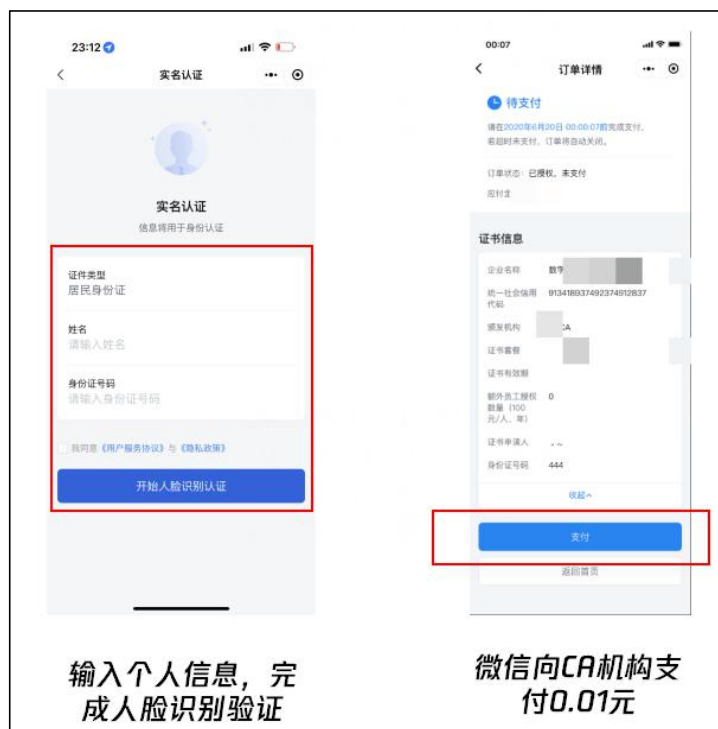 23:12
实名认证
实名认证
信息将用于身份认证
证件类型
居民身份证
姓名
请输入姓名
身份证号码
请输入身份证号码
我同意《用户服务协议》与《隐私政策》
开始人脸识别认证
输入个人信息，完
成人脸识别验证
00:07
订单详情
待支付
请在2020年6月20日 00:00:07前完成支付，
若超时未支付，订单将自动关闭。
订单状态：已授权，未支付
应付金
证书信息
企业名称 数字
统一社会信用 913418937492374912837
代码
颁发机构 CA
证书套餐
证书有效期
额外员工授权 0
数量（100
元/人、年）
证书申请人
身份证号码 444
收起
支付
返回首页
微信向CA机构支
付0.01元